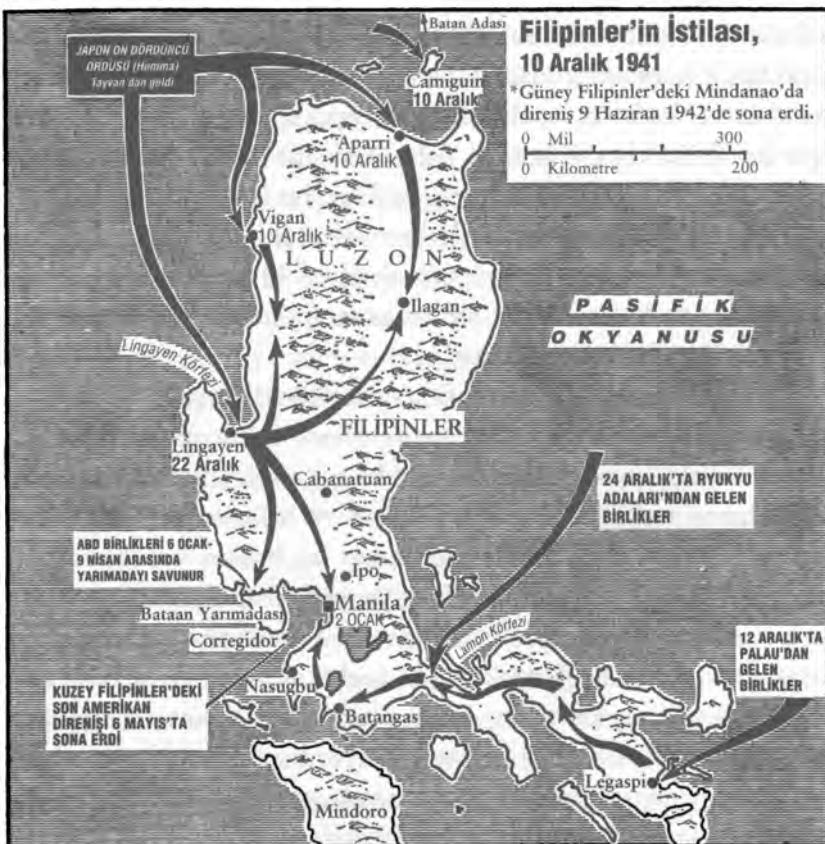 Filipinler'in İstilası,
10 Aralık 1941
*Güney Filipinler'deki Mindanao'da
direniş 9 Haziran 1942'de sona erdi.
0 Mil 300
0 Kilometre 200
JAPON ON DÖRDÜNCÜ
ORDUSU (Homma)
Tayvan dan geldi
Batan Adası
Camiguin
10 Aralık
Aparri
10 Aralık
Vigan
10 Aralık
LUZON
Ilagan
PASİFİK
OKYANUSU
Lingayen Körfezi
Lingayen
22 Aralık
FİLİPİNLER
Cabanatuan
24 ARALIK'TA RYUKYU
ADALARI'NDAN GELEN
BİRLİKLER
ABD BİRLİKLERİ 6 OCAK-
9 NİSAN ARASINDA
YARIMADAYI SAVUNUR
Ipo
Bataan Yarımadası
Manila
2 OCAK
Corregidor
Lamon Körfezi
12 ARALIK'TA
PALAU'DAN
GELEN
BİRLİKLER
KUZEY FİLİPİNLER'DEKİ
SON AMERİKAN
DİRENİŞİ 6 MAYIS'TA
SONA ERDİ
Nasugbu
Batangas
Legaspi
Mindoro